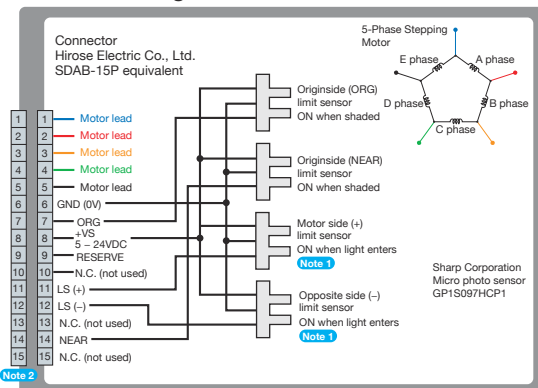 Connector
Hirose Electric Co., Ltd.
SDAB-15P equivalent
5-Phase Stepping
Motor
E phase
A phase
D phase
B phase
C phase
Originside (ORG)
limit sensor
ON when shaded
Originside (NEAR)
limit sensor
ON when shaded
Motor side (+)
limit sensor
ON when light enters
Note 1
Opposite side (−)
limit sensor
ON when light enters
Note 1
Sharp Corporation
Micro photo sensor
GP1S097HCP1
1 1 Motor lead
2 2 Motor lead
3 3 Motor lead
4 4 Motor lead
5 5 Motor lead
6 6 GND (0V)
7 7 ORG
8 8 +VS
5 – 24VDC
9 9 RESERVE
10 10 N.C. (not used)
11 11 LS (+)
12 12 LS (−)
13 13 N.C. (not used)
14 14 NEAR
15 15 N.C. (not used)
Note 2